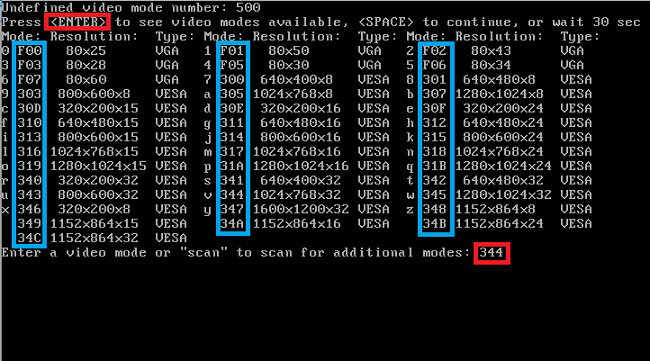 Undefined video mode number: 500
Press <ENTER> to see video modes available, <SPACE> to continue, or wait 30 sec
Mode: Resolution: Type: Mode: Resolution: Type: Mode: Resolution: Type:
0 F00 80x25 VGA 1 F01 80x50 VGA 2 F02 80x43 VGA
3 F03 80x28 VGA 4 F05 80x30 VGA 5 F06 80x34 VGA
6 F07 80x60 VGA 7 300 640x400x8 VESA 8 301 640x480x8 VESA
9 303 800x600x8 VESA a 305 1024x768x8 VESA b 307 1280x1024x8 VESA
c 30D 320x200x15 VESA d 30E 320x200x16 VESA e 30F 320x200x24 VESA
f 310 640x480x15 VESA g 311 640x480x16 VESA h 312 640x480x24 VESA
i 313 800x600x15 VESA j 314 800x600x16 VESA k 315 800x600x24 VESA
l 316 1024x768x15 VESA m 317 1024x768x16 VESA n 318 1024x768x24 VESA
o 319 1280x1024x15 VESA p 31A 1280x1024x16 VESA q 31B 1280x1024x24 VESA
r 340 320x200x32 VESA s 341 640x400x32 VESA t 342 640x480x32 VESA
u 343 800x600x32 VESA v 344 1024x768x32 VESA w 345 1280x1024x32 VESA
x 346 320x200x8 VESA y 347 1600x1200x32 VESA z 348 1152x864x8 VESA
349 1152x864x15 VESA 34A 1152x864x16 VESA 34B 1152x864x24 VESA
34C 1152x864x32 VESA
Enter a video mode or "scan" to scan for additional modes: 344